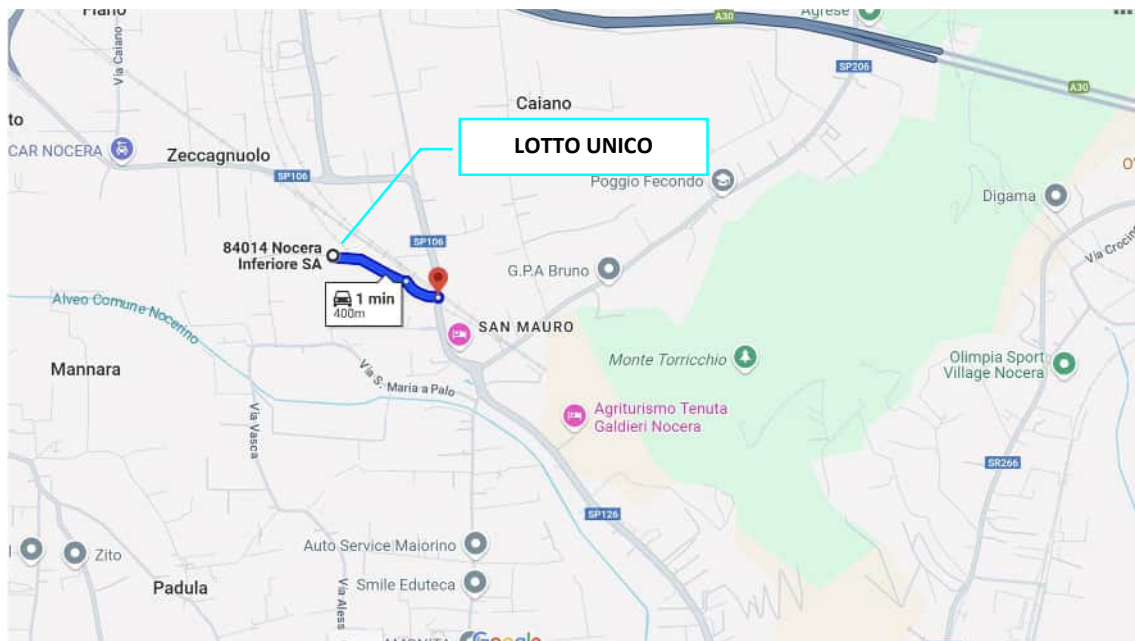 Piano
A30
Agrese
Via Caiano
SP206
A30
to
Caiano
CAR NOCERA
Zeccagnuolo
LOTTO UNICO
SP106
Poggio Fecondo
Digama
O'
84014 Nocera
Inferiore SA
SP106
G.P.A Bruno
Via Crocin
1 min
400m
Alveo Comune Nocerino
SAN MAURO
Mannara
Monte Torricchio
Olimpia Sport
Village Nocera
Via S. Maria a Palo
Via Vasca
Agriturismo Tenuta
Galdieri Nocera
SR266
SP126
Zito
Auto Service Maiorino
Padula
Smile Eduteca
Via Aless
Google